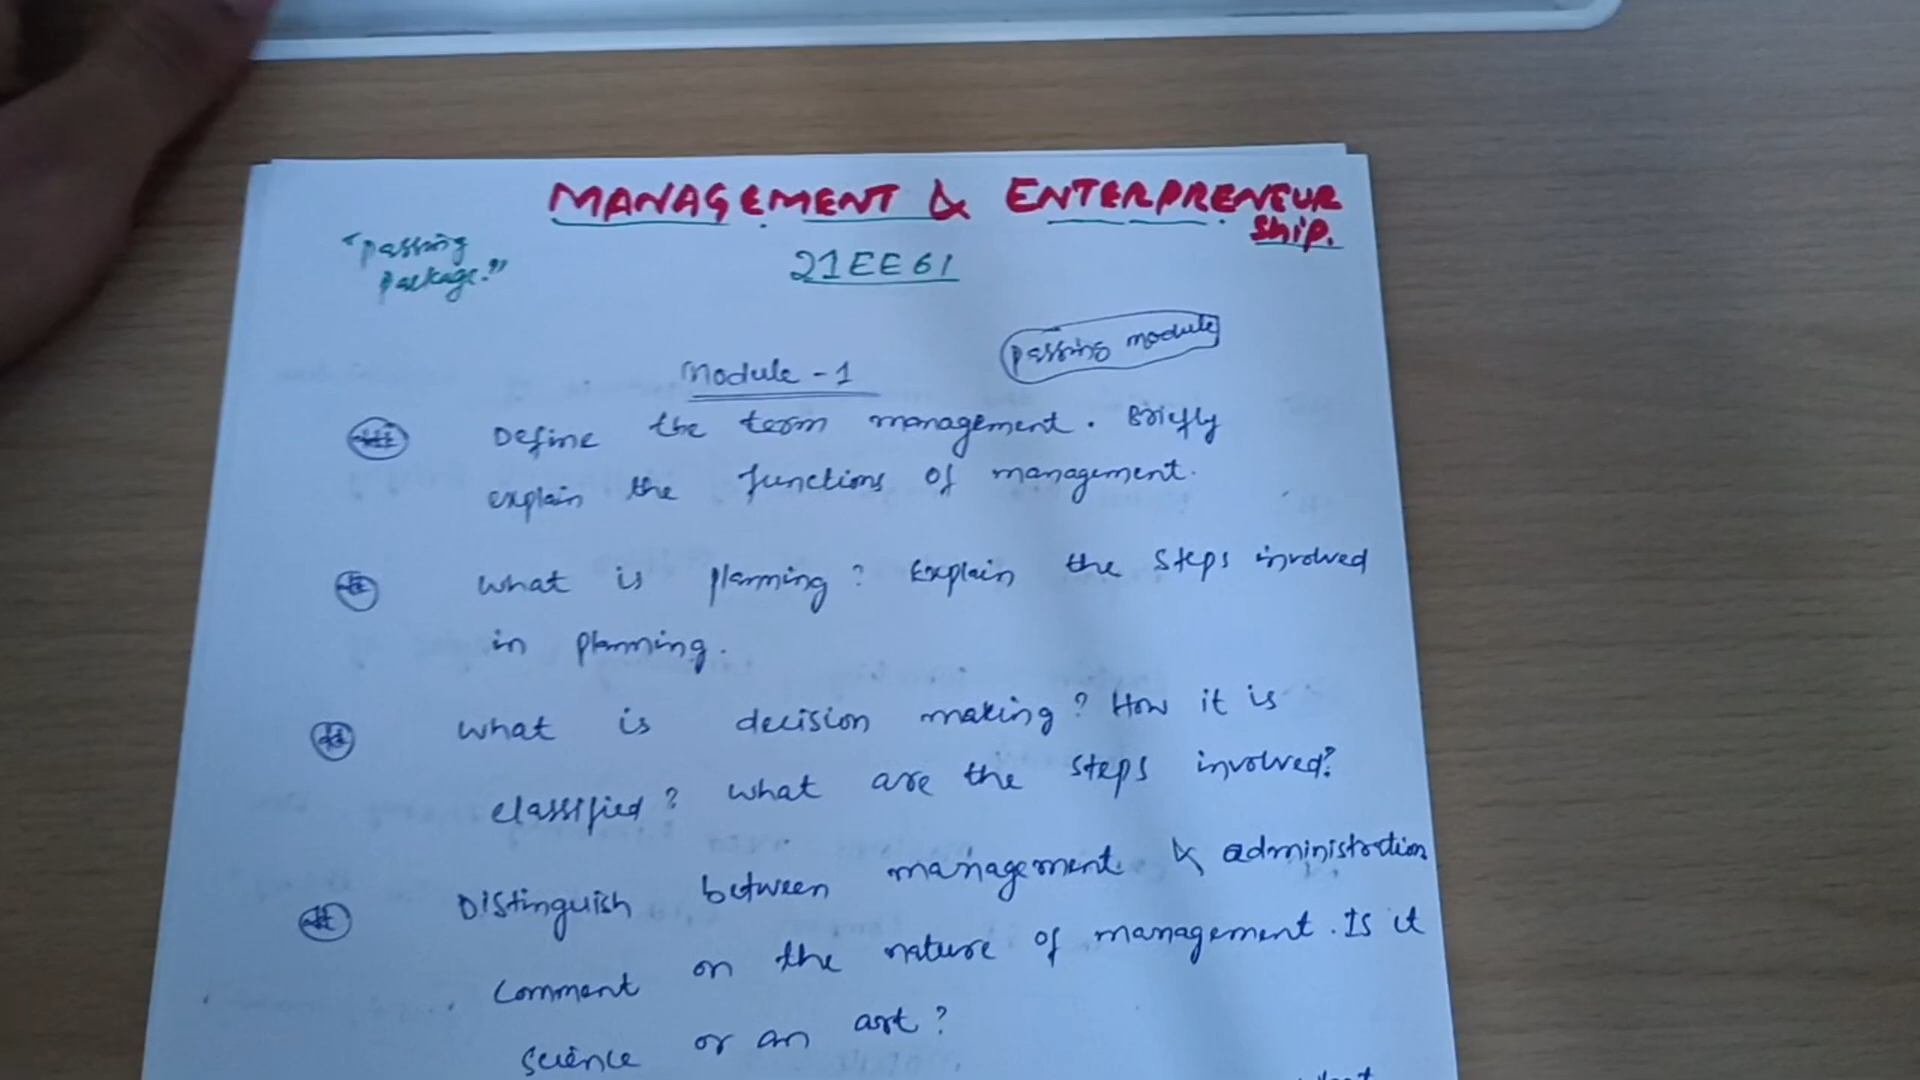 MANAGEMENT & ENTERPRENEUR
Ship.
"passing
package."
21EE61
passing module
Module - 1
Define the term management. Briefly
explain the functions of management.
What is planning? Explain the steps involved
in planning.
What is decision making? How it is
classified? What are the steps involved?
Distinguish between management & administration
comment on the nature of management. Is it
science or an art?